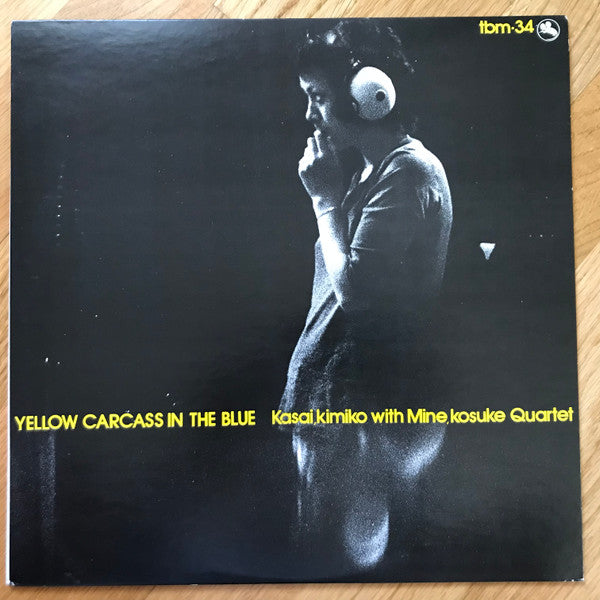 tbm-34
YELLOW CARCASS IN THE BLUE Kasai,kimiko with Mine,kosuke Quartet